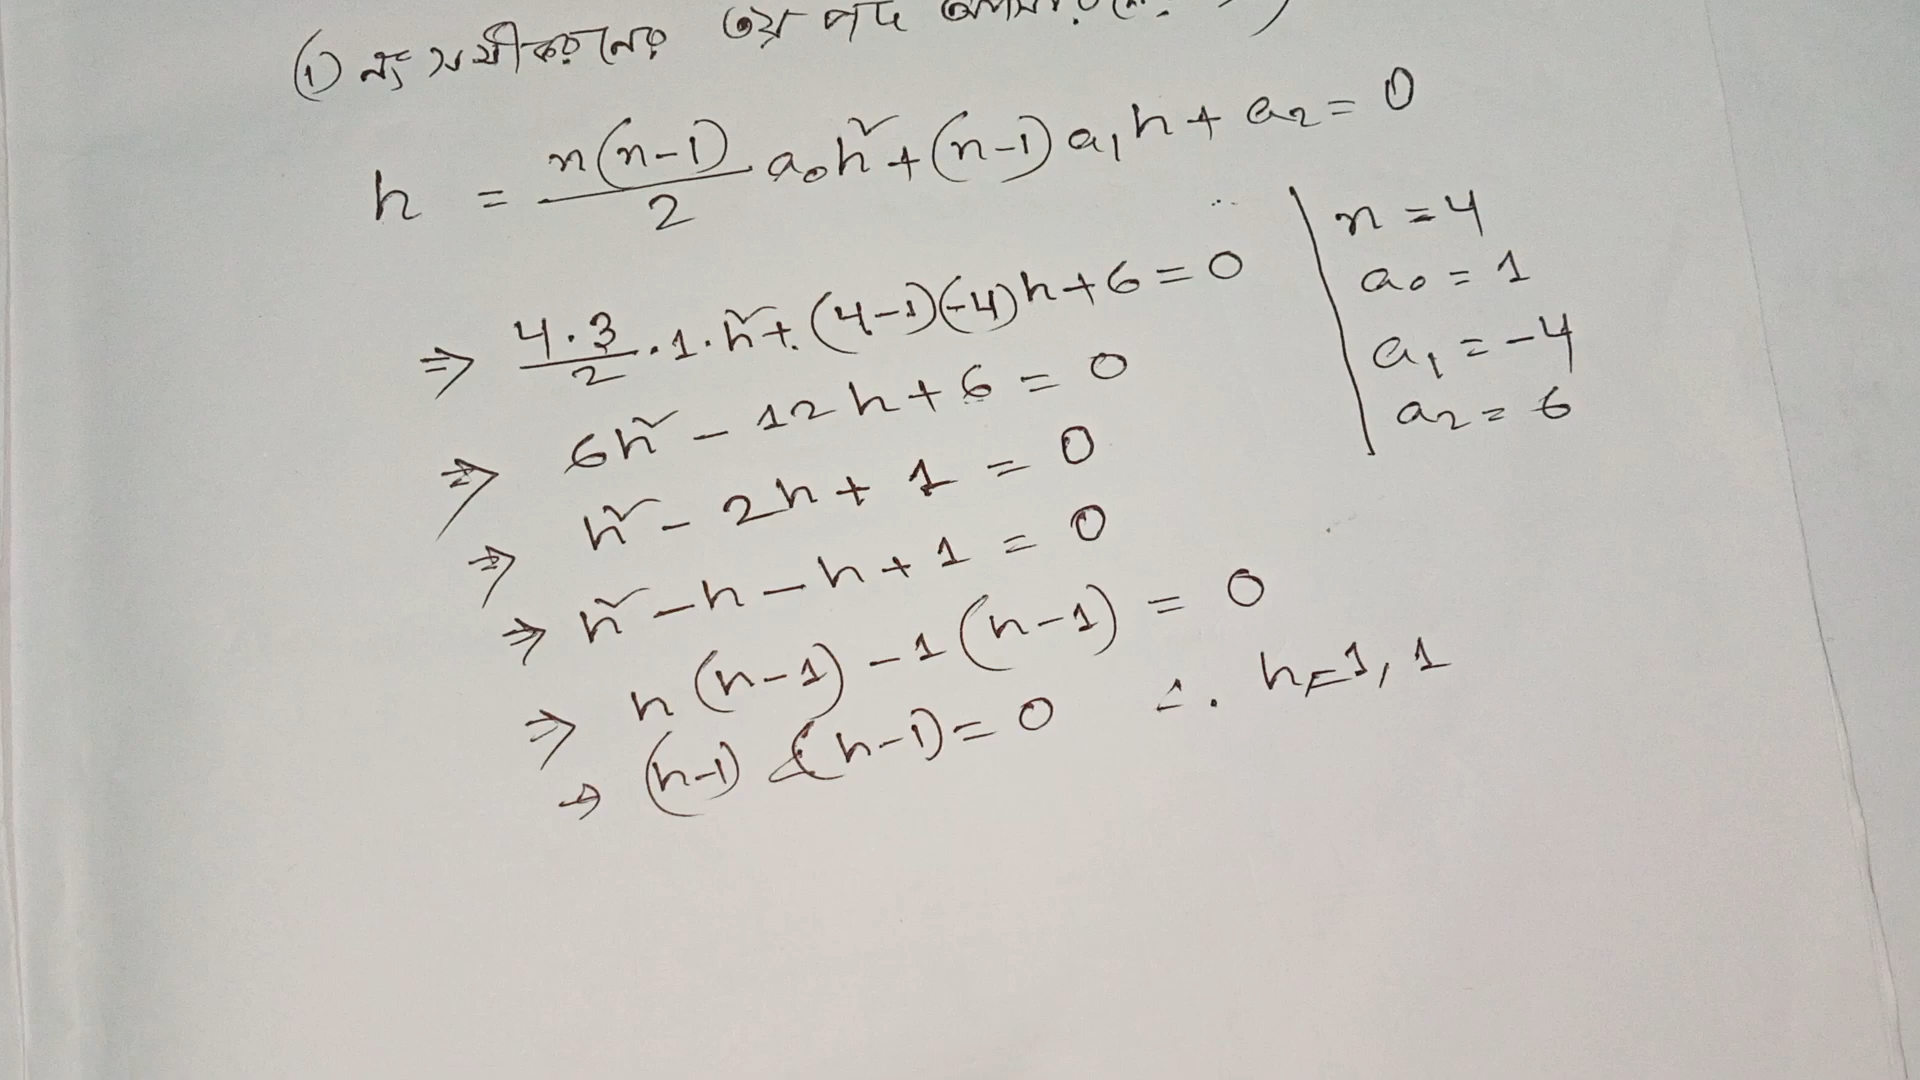 (1) নং সমীকরণের ৩য় পদ
h = n(n-1)/2 . a₀h² + (n-1) a₁h + a₂ = 0
⇒ 4.3/2 . 1. h² + (4-1)(-4)h + 6 = 0
n = 4
a₀ = 1
a₁ = -4
a₂ = 6
⇒ 6h² - 12h + 6 = 0
⇒ h² - 2h + 1 = 0
⇒ h² - h - h + 1 = 0
⇒ h(h-1) - 1(h-1) = 0
→ (h-1) (h-1) = 0 ∴ h = 1, 1